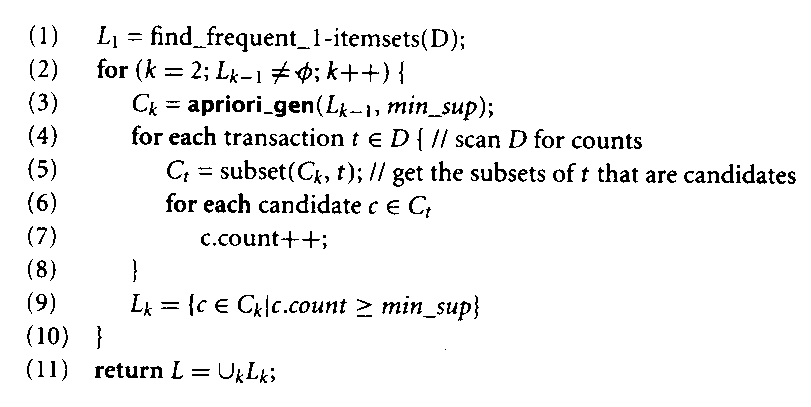 (1) L₁ = find_frequent_1-itemsets(D);
(2) for (k = 2; Lₖ₋₁ ≠ ϕ; k++) {
(3) Cₖ = apriori_gen(Lₖ₋₁, min_sup);
(4) for each transaction t ∈ D { // scan D for counts
(5) Cₜ = subset(Cₖ, t); // get the subsets of t that are candidates
(6) for each candidate c ∈ Cₜ
(7) c.count++;
(8) }
(9) Lₖ = {c ∈ Cₖ|c.count ≥ min_sup}
(10) }
(11) return L = ∪ₖLₖ;